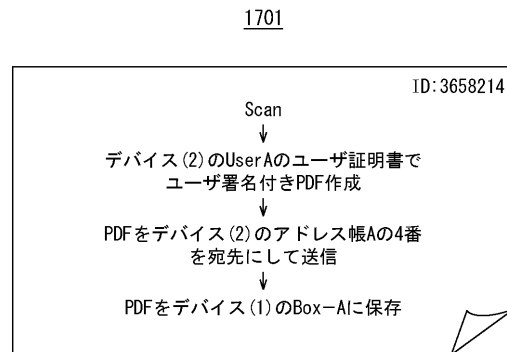 1701
ID:3658214
Scan
↓
デバイス(2)のUserAのユーザ証明書で
ユーザ署名付きPDF作成
↓
PDFをデバイス(2)のアドレス帳Aの4番
を宛先にして送信
↓
PDFをデバイス(1)のBox-Aに保存